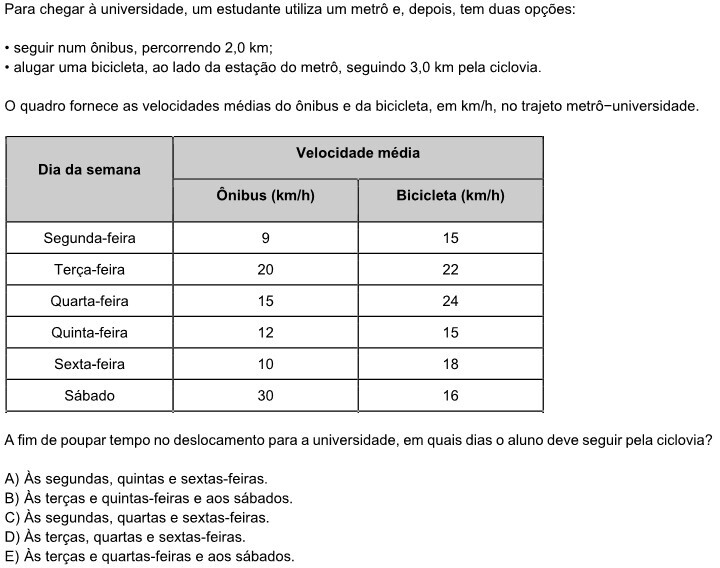 Para chegar à universidade, um estudante utiliza um metrô e, depois, tem duas opções:
• seguir num ônibus, percorrendo 2,0 km;
• alugar uma bicicleta, ao lado da estação do metrô, seguindo 3,0 km pela ciclovia.
O quadro fornece as velocidades médias do ônibus e da bicicleta, em km/h, no trajeto metrô−universidade.
Dia da semana
Velocidade média
Ônibus (km/h) Bicicleta (km/h)
Segunda-feira 9 15
Terça-feira 20 22
Quarta-feira 15 24
Quinta-feira 12 15
Sexta-feira 10 18
Sábado 30 16
A fim de poupar tempo no deslocamento para a universidade, em quais dias o aluno deve seguir pela ciclovia?
A) Às segundas, quintas e sextas-feiras.
B) Às terças e quintas-feiras e aos sábados.
C) Às segundas, quartas e sextas-feiras.
D) Às terças, quartas e sextas-feiras.
E) Às terças e quartas-feiras e aos sábados.